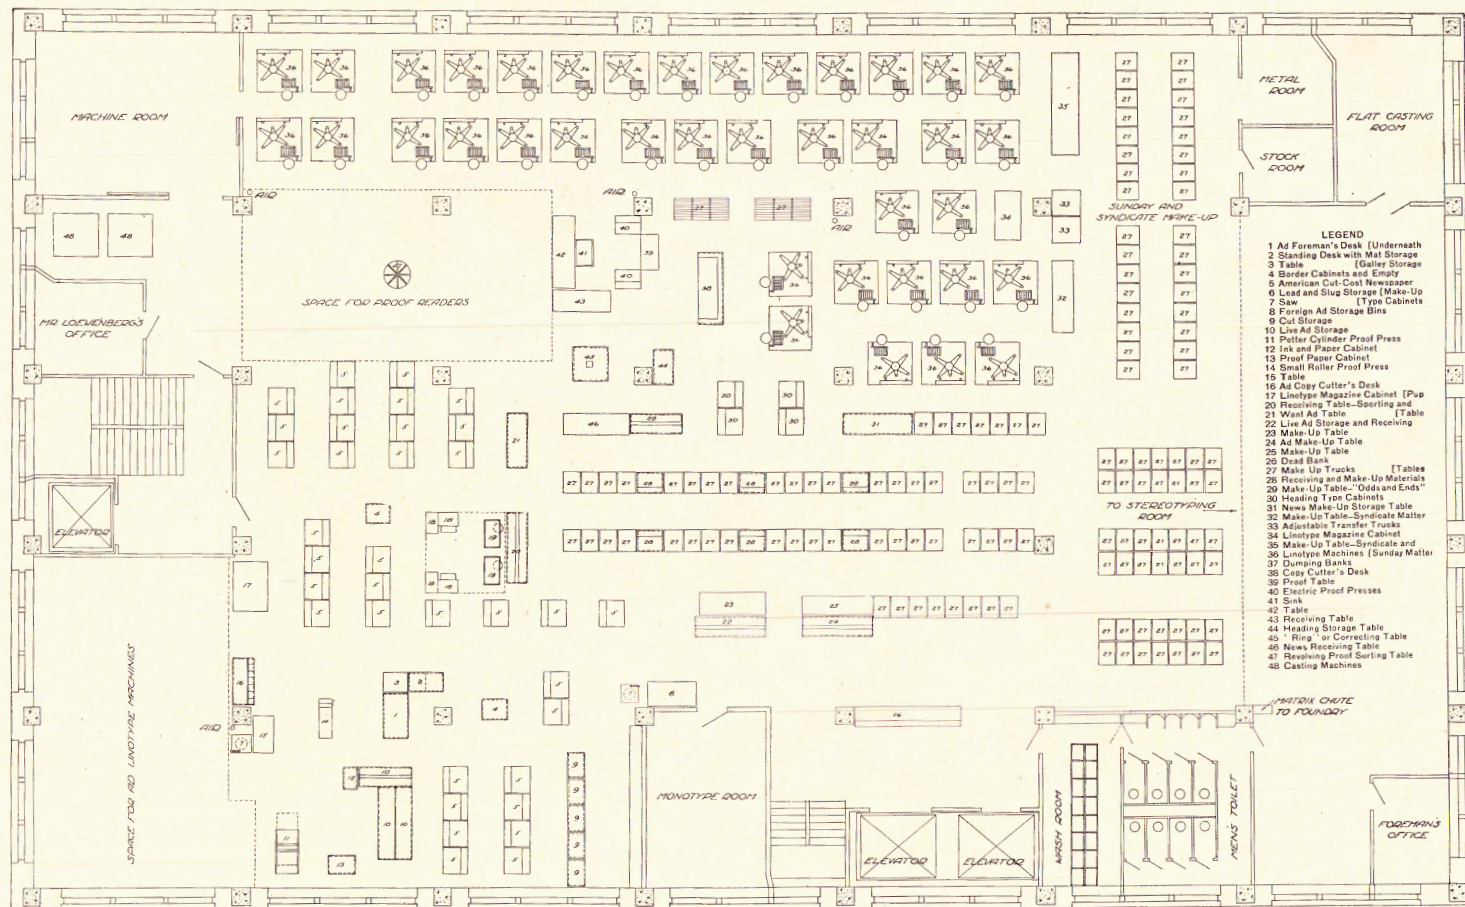 MACHINE ROOM
METAL
ROOM
FLAT CASTING
ROOM
STOCK
ROOM
AIR
AIR
AIR
SUNDAY AND
SYNDICATE MAKE-UP
SPACE FOR PROOF READERS
MR. LOEWENBERG'S
OFFICE
ELEVATOR
TO STEREOTYPING
ROOM
SPACE FOR AD LINOTYPE MACHINES
AIR
MONOTYPE ROOM
ELEVATOR
ELEVATOR
WASH ROOM
MEN'S TOILET
MATRIX CHUTE
TO FOUNDRY
FOREMAN'S
OFFICE
LEGEND
1 Ad Foreman's Desk [Underneath
2 Standing Desk with Mat Storage
3 Table [Galley Storage
4 Border Cabinets and Empty
5 American Cut-Cost Newspaper
6 Lead and Slug Storage [Make-Up
7 Saw [Type Cabinets
8 Foreign Ad Storage Bins
9 Cut Storage
10 Live Ad Storage
11 Potter Cylinder Proof Press
12 Ink and Paper Cabinet
13 Proof Paper Cabinet
14 Small Roller Proof Press
15 Table
16 Ad Copy Cutter's Desk
17 Linotype Magazine Cabinet [Pup
20 Receiving Table—Sporting and
21 Want Ad Table [Table
22 Live Ad Storage and Receiving
23 Make-Up Table
24 Ad Make-Up Table
25 Make-Up Table
26 Dead Bank
27 Make Up Trucks [Tables
28 Receiving and Make-Up Materials
29 Make-Up Table—"Odds and Ends"
30 Heading Type Cabinets
31 News Make-Up Storage Table
32 Make-Up Table—Syndicate Matter
33 Adjustable Transfer Trucks
34 Linotype Magazine Cabinet
35 Make-Up Table—Syndicate and
36 Linotype Machines [Sunday Matter
37 Dumping Banks
38 Copy Cutter's Desk
39 Proof Table
40 Electric Proof Presses
41 Sink
42 Table
43 Receiving Table
44 Heading Storage Table
45 "Ring" or Correcting Table
46 News Receiving Table
47 Revolving Proof Sorting Table
48 Casting Machines